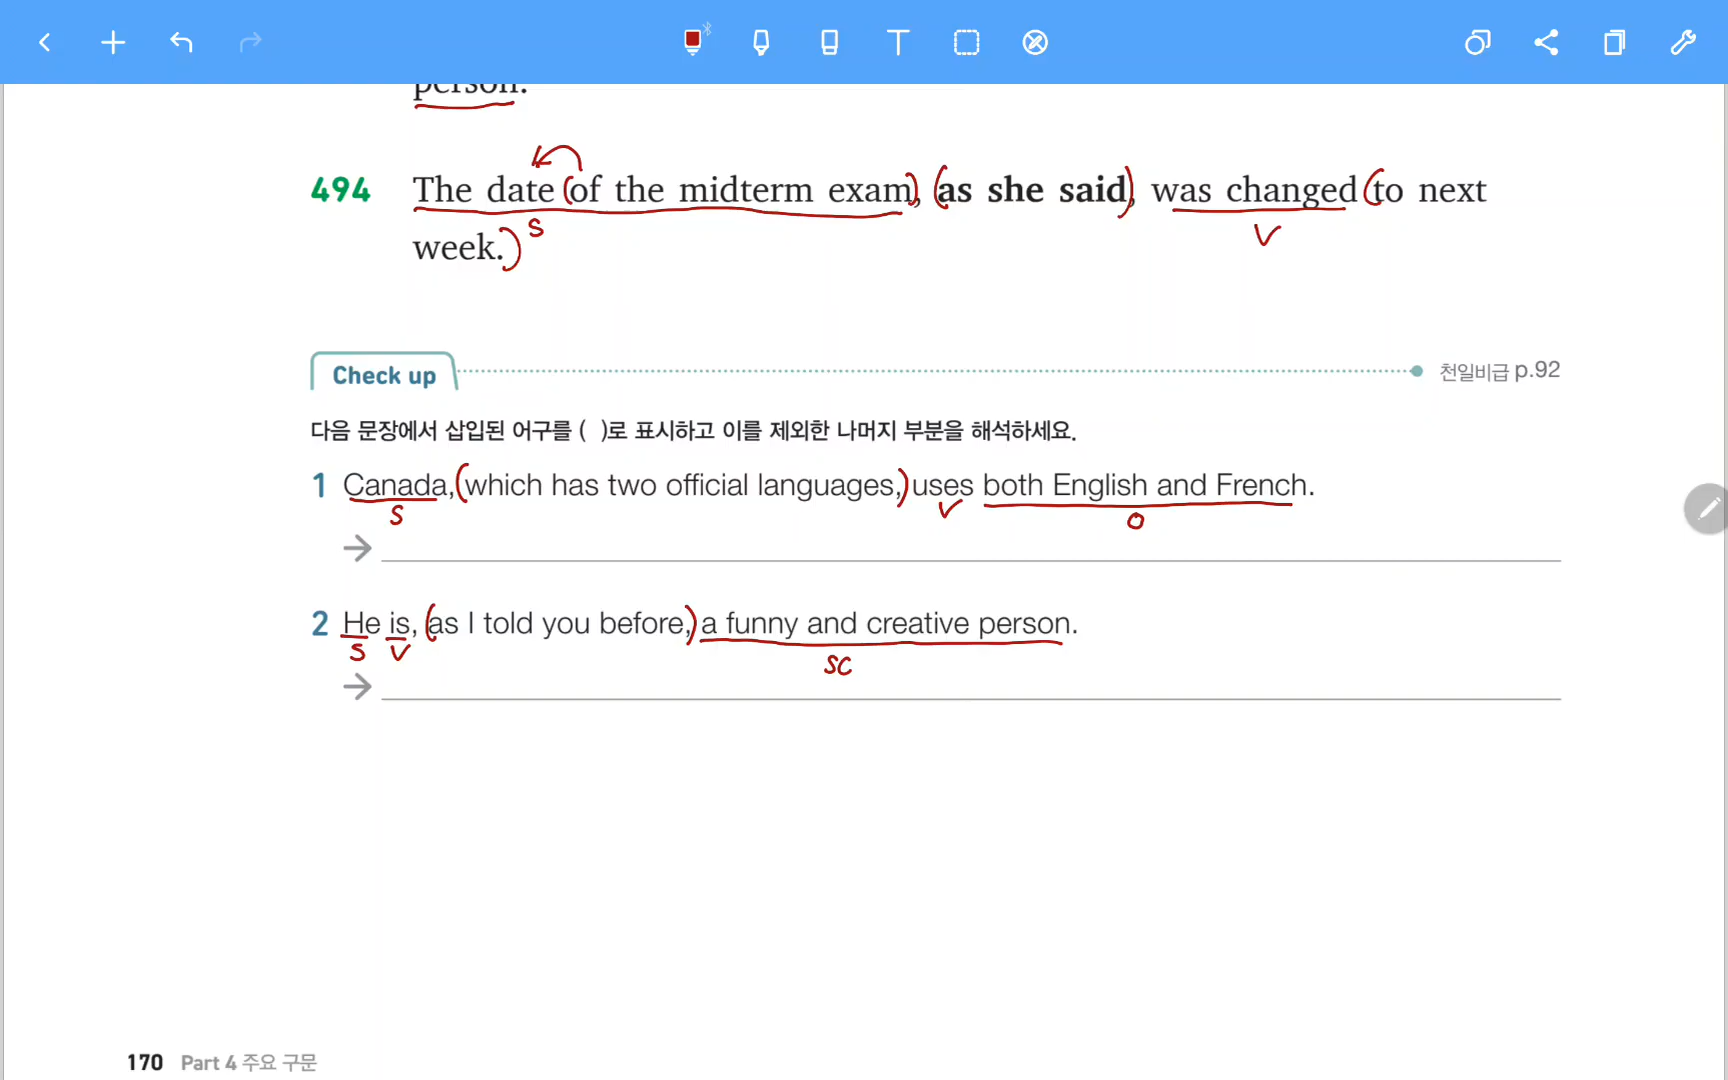 person.
494 The date (of the midterm exam), (as she said), was changed (to next
S V
week.)
Check up 천일비급 p.92
다음 문장에서 삽입된 어구를 ( )로 표시하고 이를 제외한 나머지 부분을 해석하세요.
1 Canada, (which has two official languages,) uses both English and French.
S V O
→
2 He is, (as I told you before,) a funny and creative person.
S V SC
→
170 Part 4 주요 구문